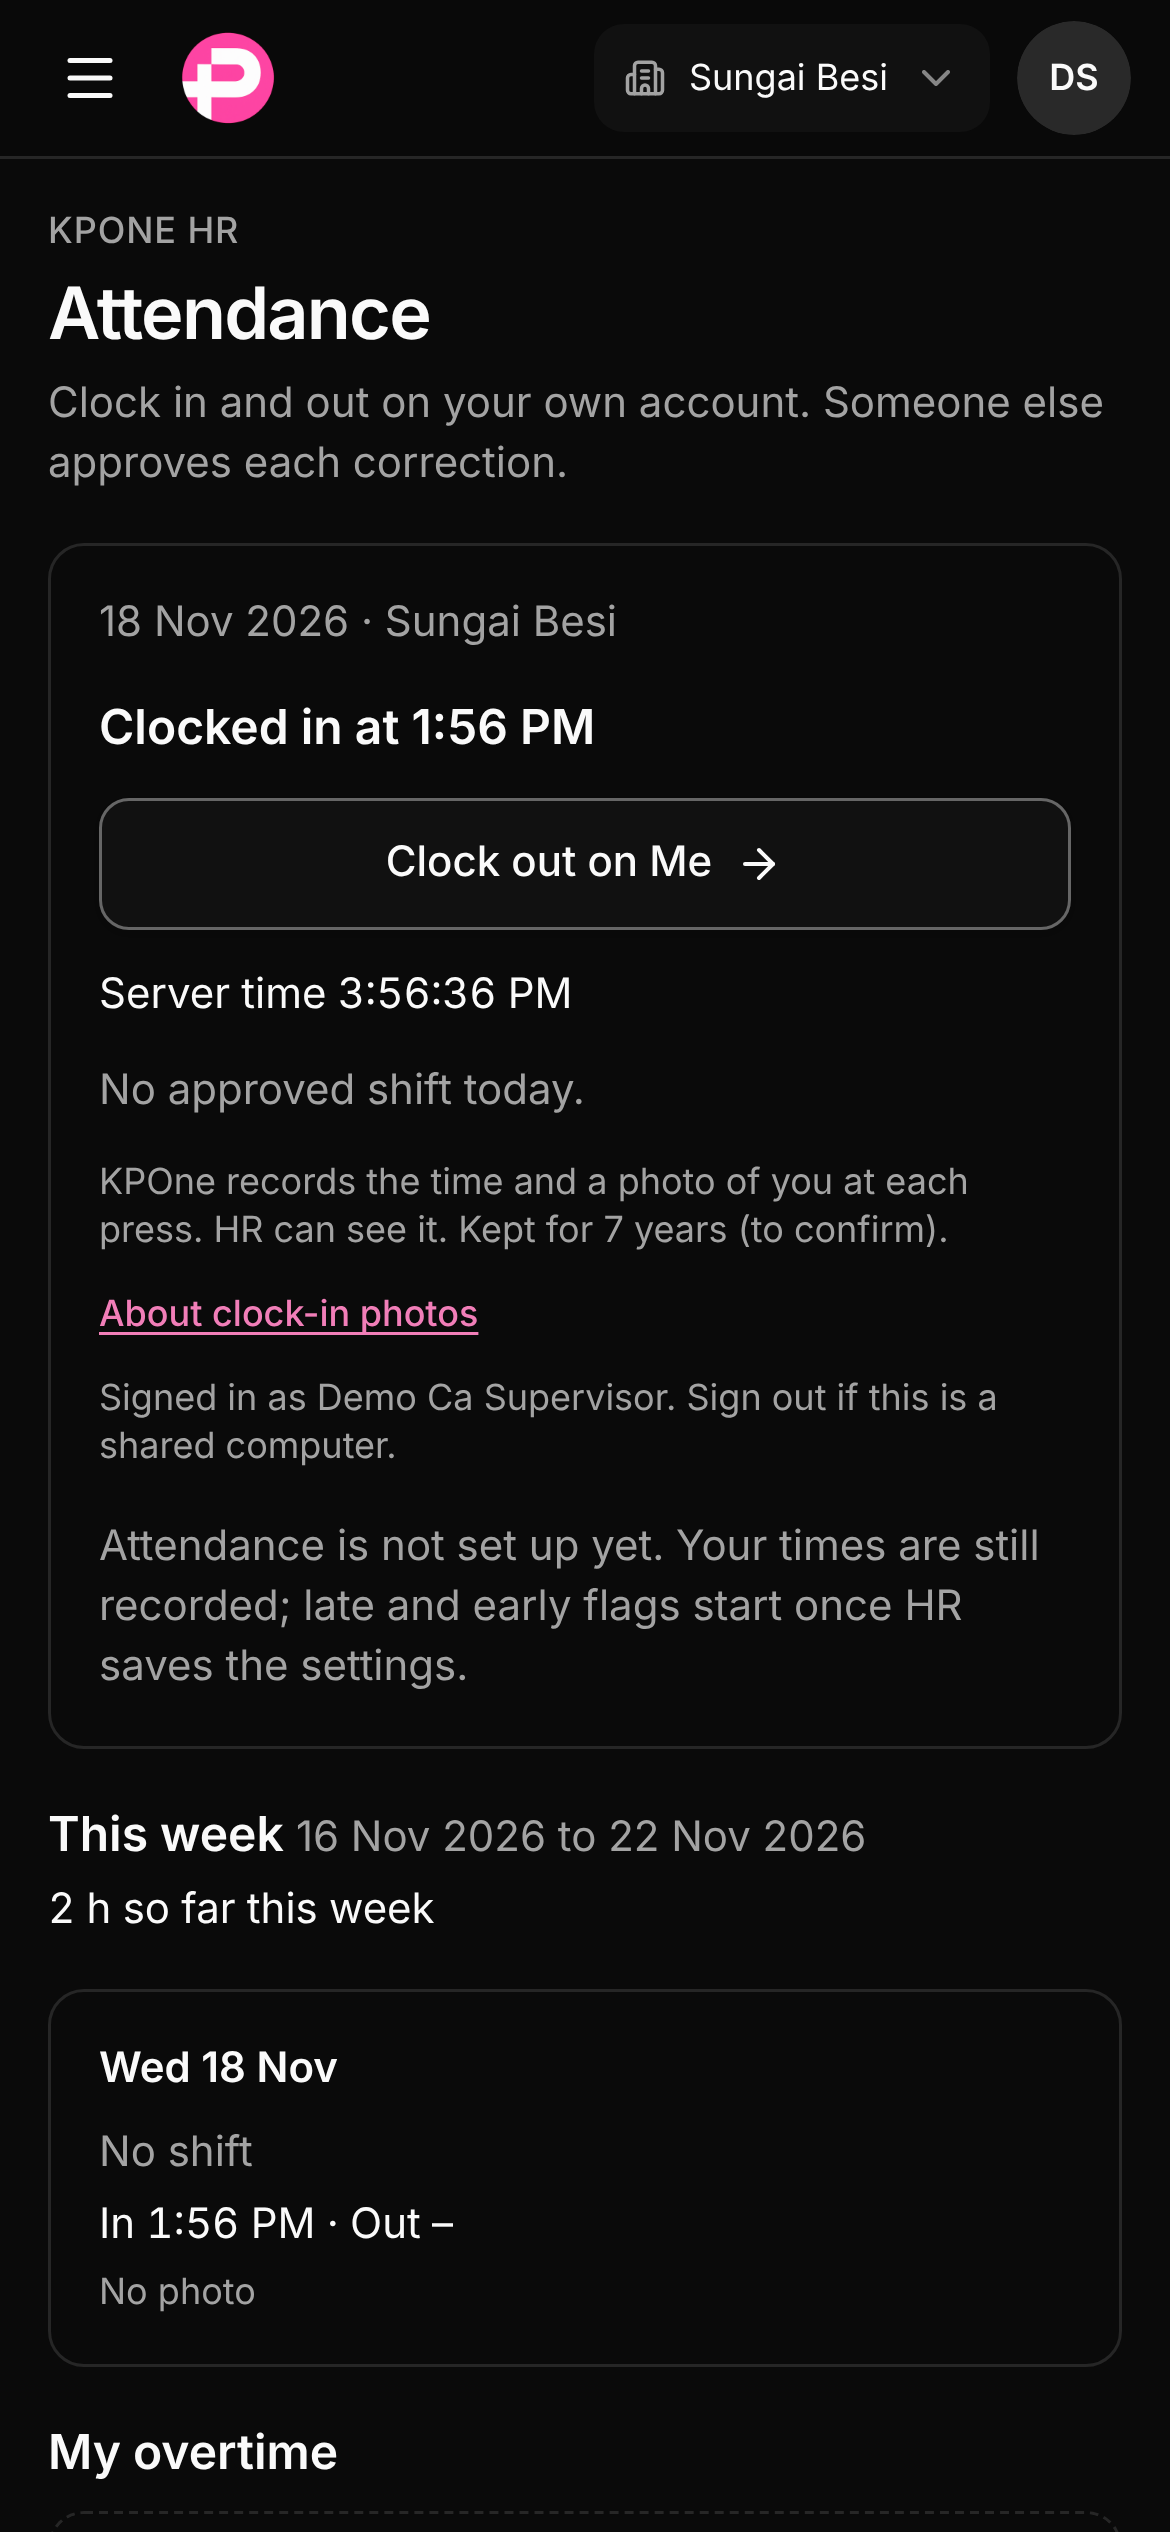 Sungai Besi
DS
KPONE HR
Attendance
Clock in and out on your own account. Someone else
approves each correction.
18 Nov 2026 · Sungai Besi
Clocked in at 1:56 PM
Clock out on Me →
Server time 3:56:36 PM
No approved shift today.
KPOne records the time and a photo of you at each
press. HR can see it. Kept for 7 years (to confirm).
About clock-in photos
Signed in as Demo Ca Supervisor. Sign out if this is a
shared computer.
Attendance is not set up yet. Your times are still
recorded; late and early flags start once HR
saves the settings.
This week 16 Nov 2026 to 22 Nov 2026
2 h so far this week
Wed 18 Nov
No shift
In 1:56 PM · Out –
No photo
My overtime